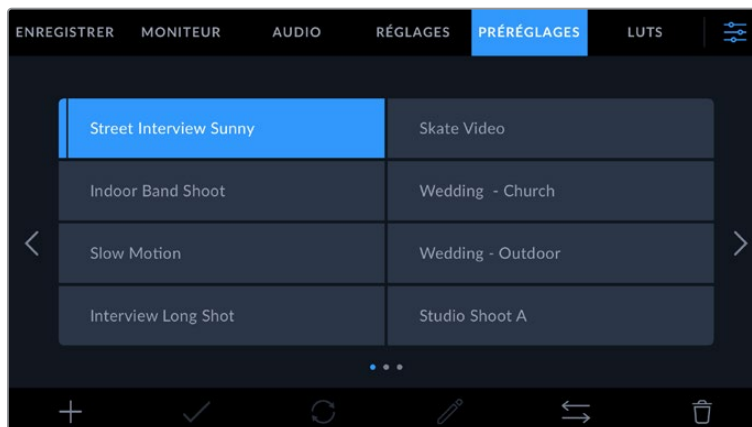 ENREGISTRER MONITEUR AUDIO RÉGLAGES PRÉRÉGLAGES LUTS
Street Interview Sunny Skate Video
Indoor Band Shoot Wedding - Church
Slow Motion Wedding - Outdoor
Interview Long Shot Studio Shoot A